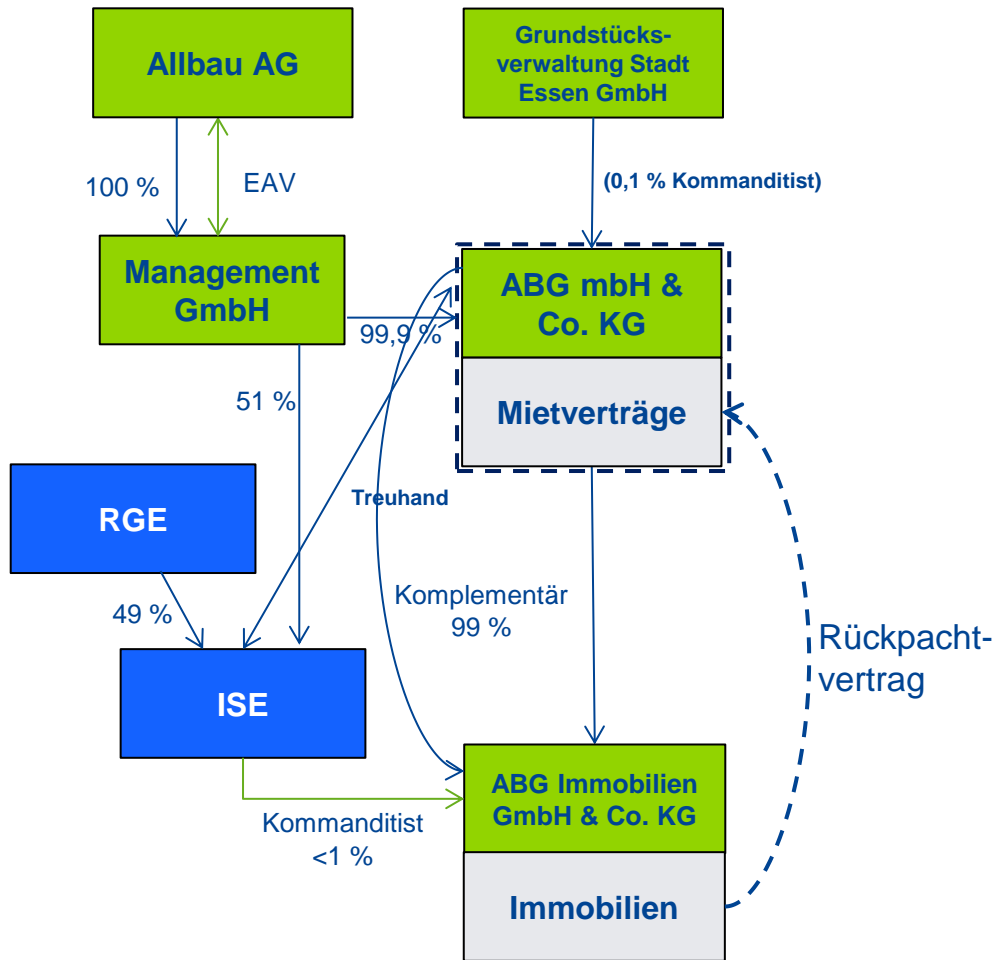 Allbau AG
Grundstücks-
verwaltung Stadt
Essen GmbH
100 %
EAV
(0,1 % Kommanditist)
Management
GmbH
ABG mbH &
Co. KG
99,9 %
51 %
Mietverträge
RGE
Treuhand
49 %
Komplementär
99 %
Rückpacht-
vertrag
ISE
ABG Immobilien
GmbH & Co. KG
Kommanditist
<1 %
Immobilien